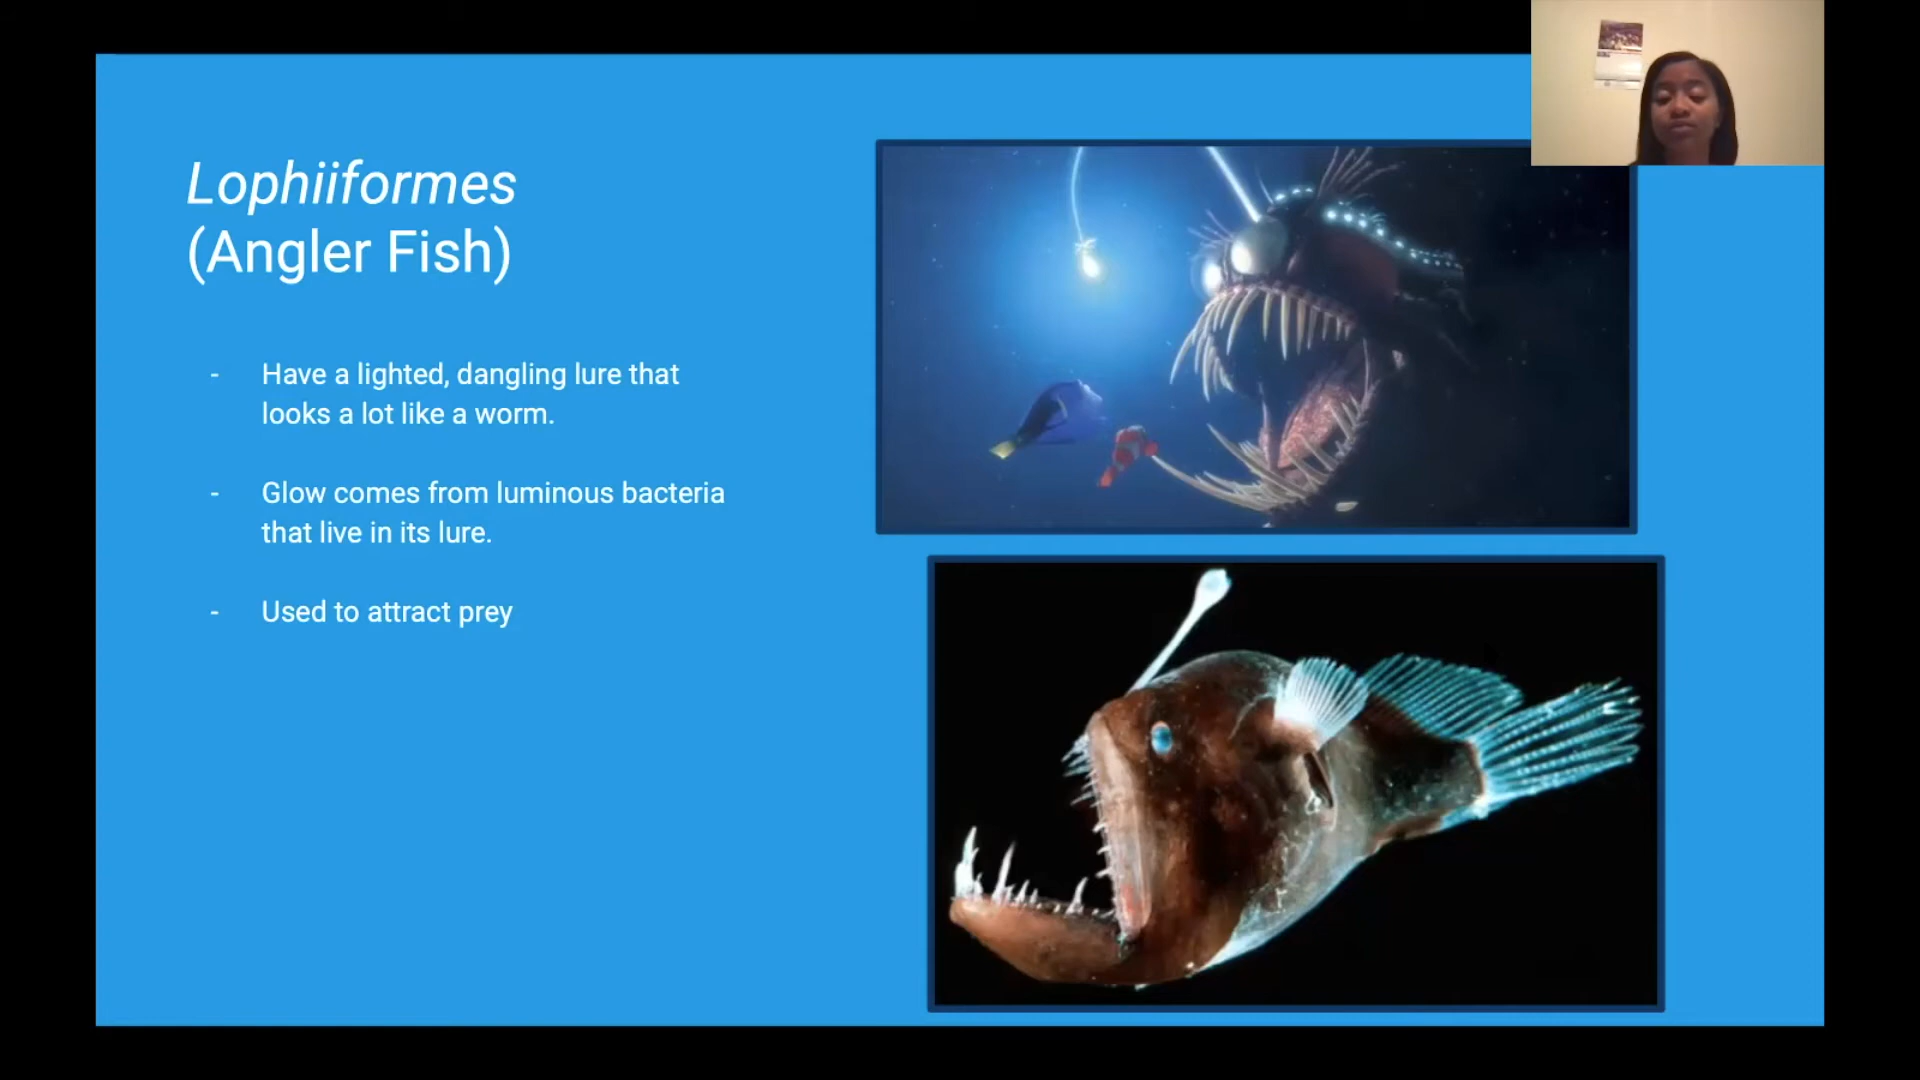 Lophiiformes
(Angler Fish)
- Have a lighted, dangling lure that
looks a lot like a worm.
- Glow comes from luminous bacteria
that live in its lure.
- Used to attract prey